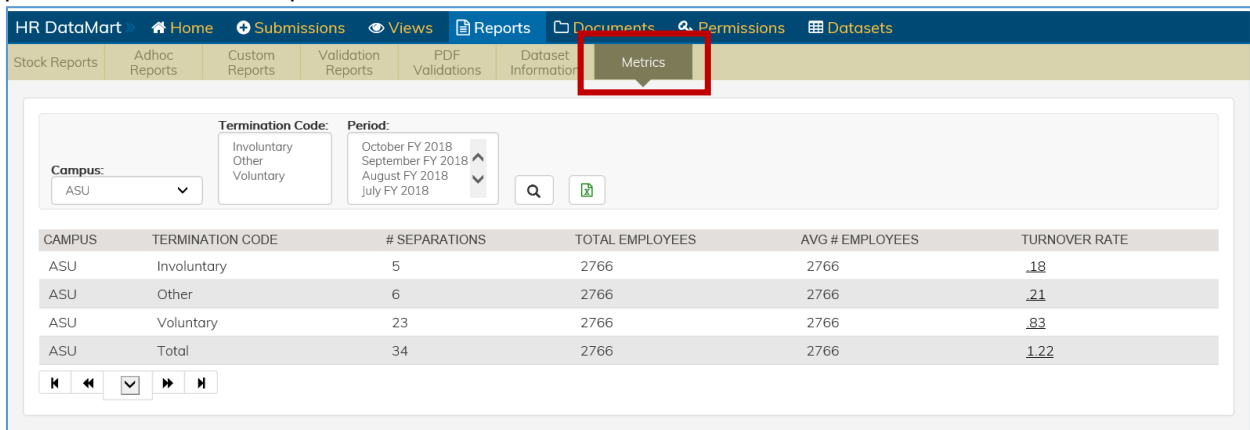 HR DataMart Home Submissions Views Reports Documents Permissions Datasets
Stock Reports Adhoc Reports Custom Reports Validation Reports PDF Validations Dataset Information Metrics
Termination Code: Period:
Involuntary October FY 2018
Other September FY 2018
Campus: Voluntary August FY 2018
ASU July FY 2018
CAMPUS TERMINATION CODE # SEPARATIONS TOTAL EMPLOYEES AVG # EMPLOYEES TURNOVER RATE
ASU Involuntary 5 2766 2766 .18
ASU Other 6 2766 2766 .21
ASU Voluntary 23 2766 2766 .83
ASU Total 34 2766 2766 1.22